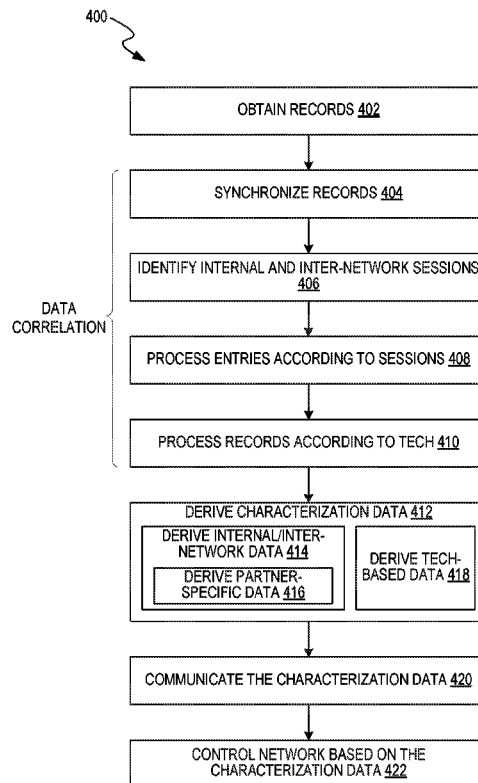 400
OBTAIN RECORDS 402
SYNCHRONIZE RECORDS 404
IDENTIFY INTERNAL AND INTER-NETWORK SESSIONS
406
DATA
CORRELATION
PROCESS ENTRIES ACCORDING TO SESSIONS 408
PROCESS RECORDS ACCORDING TO TECH 410
DERIVE CHARACTERIZATION DATA 412
DERIVE INTERNAL/INTER-
NETWORK DATA 414
DERIVE PARTNER-
SPECIFIC DATA 416
DERIVE TECH-
BASED DATA 418
COMMUNICATE THE CHARACTERIZATION DATA 420
CONTROL NETWORK BASED ON THE
CHARACTERIZATION DATA 422